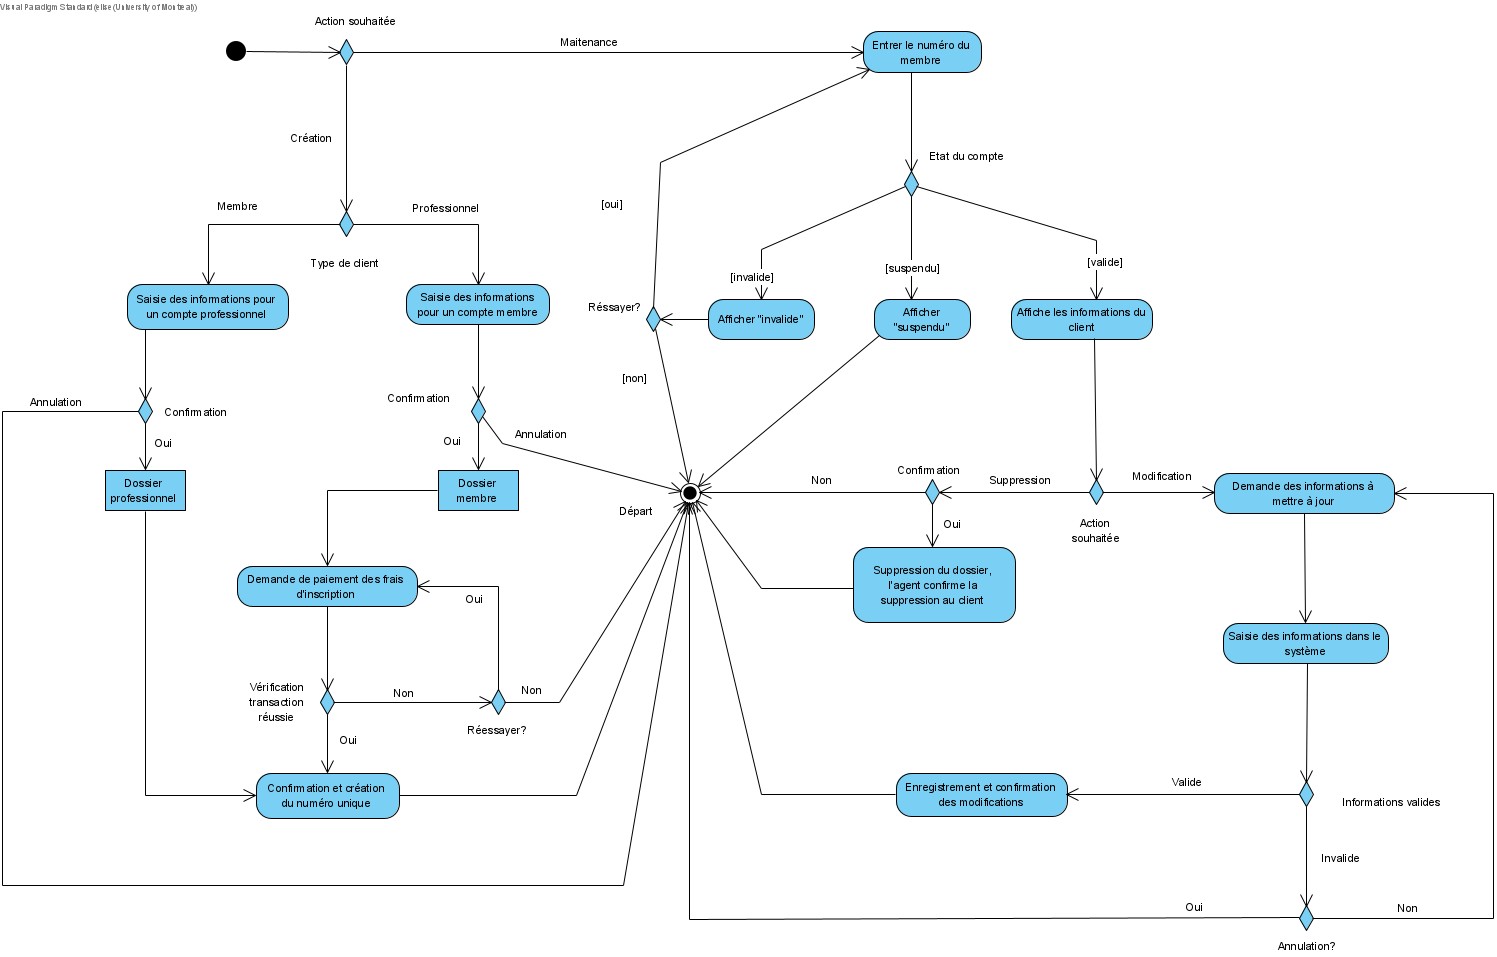 Visual Paradigm Standard(elise(University of Montreal))
Action souhaitée
Maitenance
Entrer le numéro du
membre
Création
Etat du compte
Membre
Professionnel
[oui]
Type de client
[invalide]
[suspendu]
[valide]
Saisie des informations pour
un compte professionnel
Saisie des informations
pour un compte membre
Réssayer?
Afficher "invalide"
Afficher
"suspendu"
Affiche les informations du
client
[non]
Annulation
Confirmation
Confirmation
Annulation
Oui
Oui
Dossier
professionnel
Dossier
membre
Départ
Non
Confirmation
Suppression
Modification
Demande des informations à
mettre à jour
Action
souhaitée
Oui
Suppression du dossier,
l'agent confirme la
suppression au client
Demande de paiement des frais
d'inscription
Oui
Saisie des informations dans le
système
Vérification
transaction
réussie
Non
Non
Réessayer?
Oui
Confirmation et création
du numéro unique
Enregistrement et confirmation
des modifications
Valide
Informations valides
Invalide
Oui
Non
Annulation?